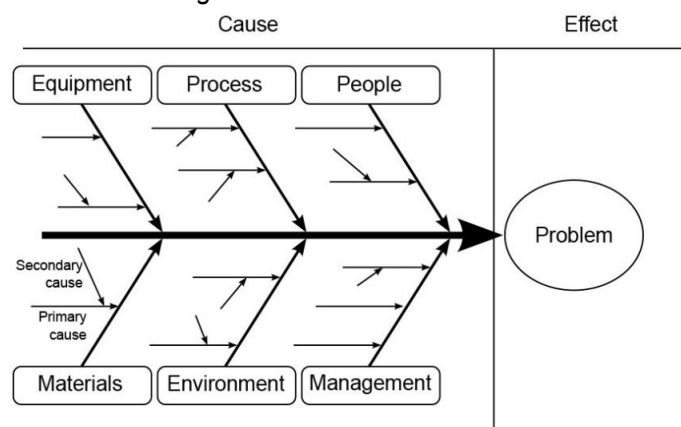 Cause
Effect
Equipment
Process
People
Problem
Secondary
cause
Primary
cause
Materials
Environment
Management